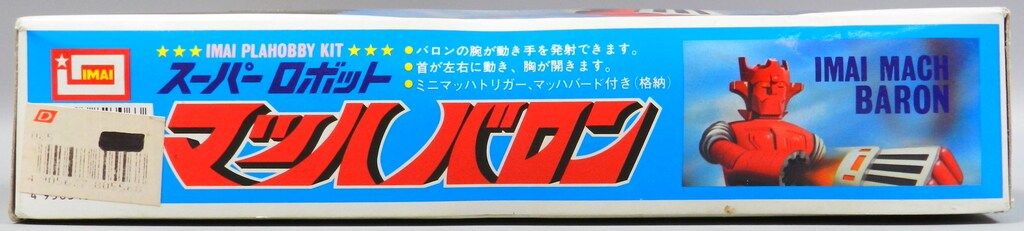 IMAI
★★★ IMAI PLAHOBBY KIT ★★★
スーパーロボット
マッハバロン
●バロンの腕が動き手を発射できます。
●首が左右に動き、胸が開きます。
●ミニマッハトリガー、マッハバード付き(格納)
IMAI MACH
BARON
D